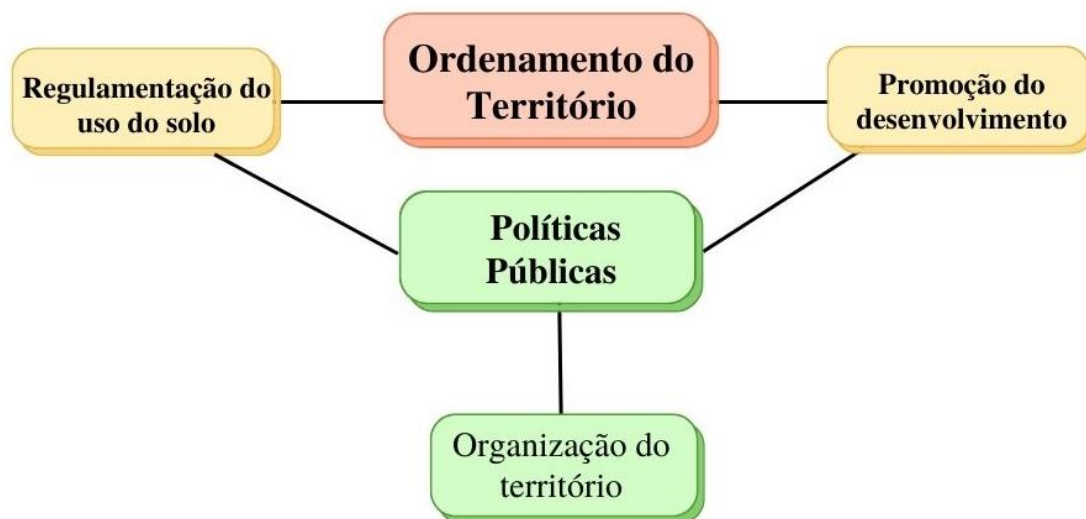 Ordenamento do
Território
Regulamentação do
uso do solo
Promoção do
desenvolvimento
Políticas
Públicas
Organização do
território